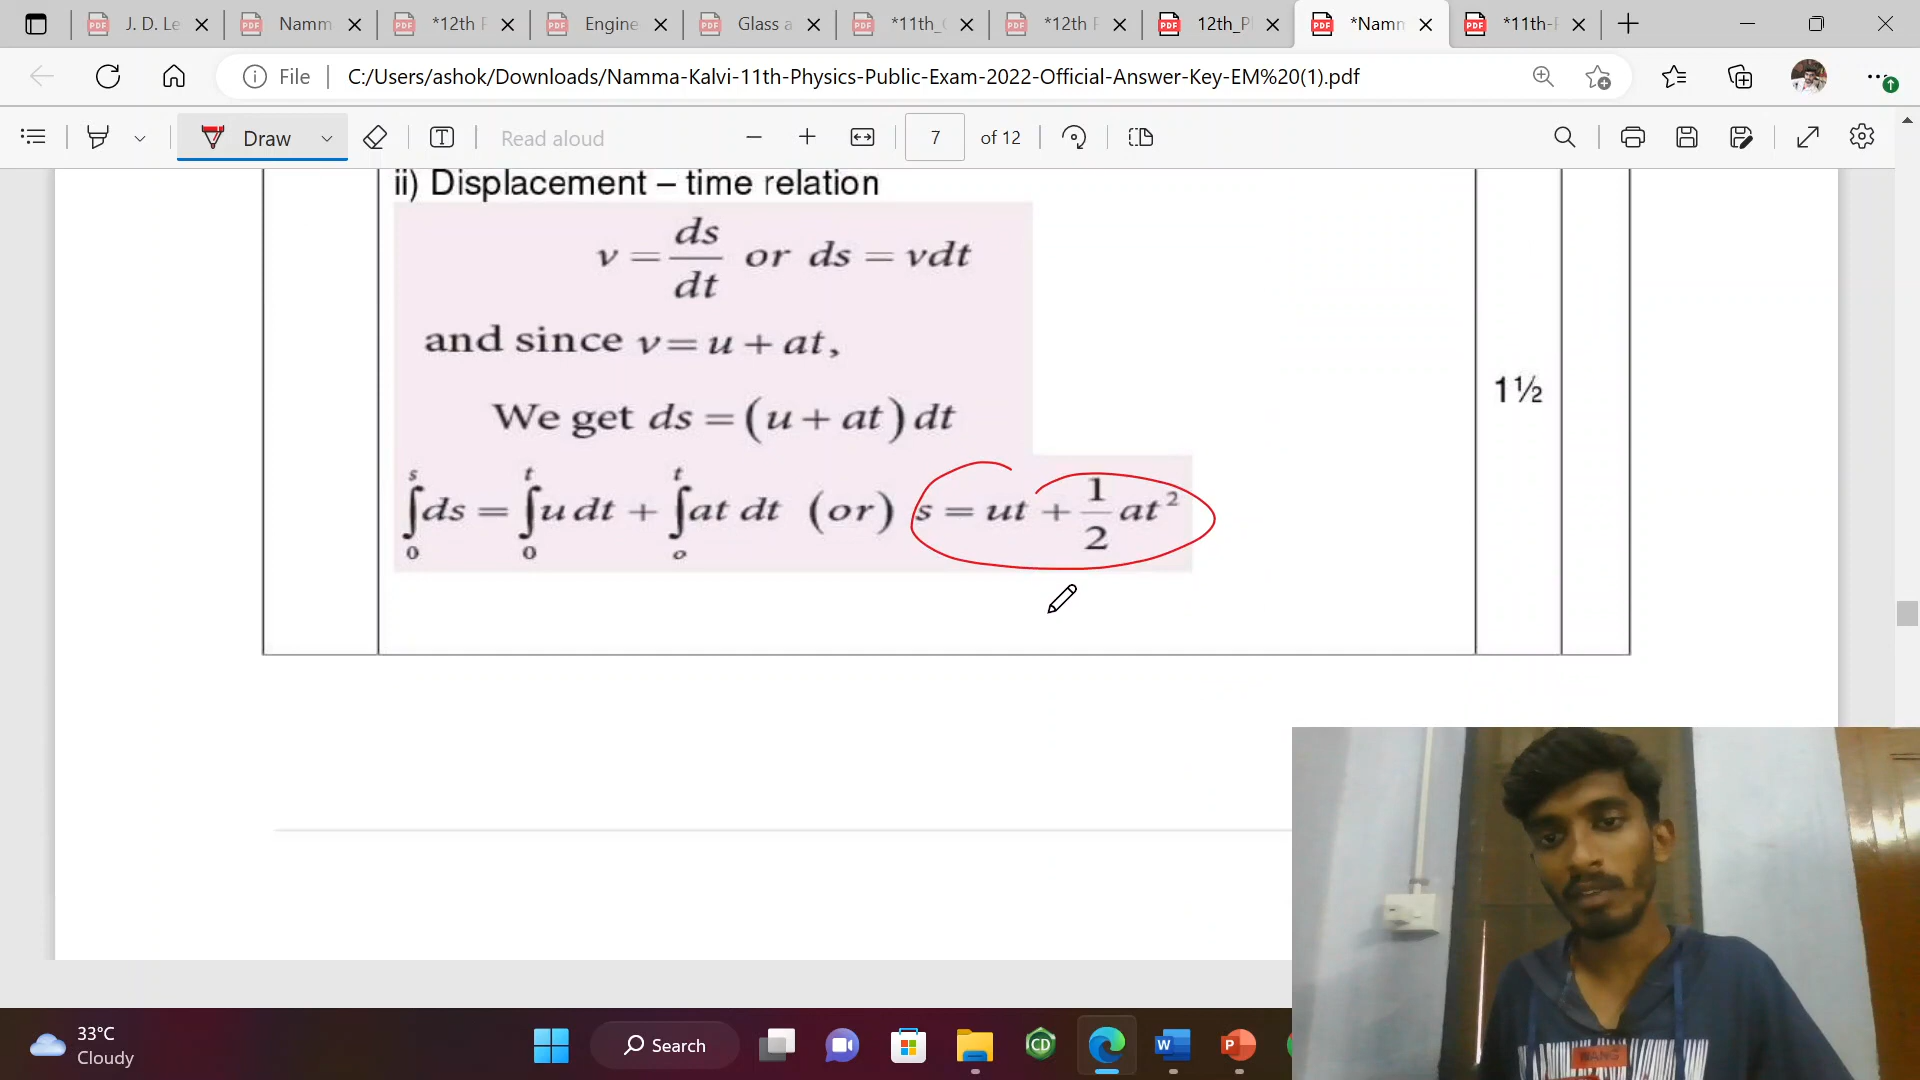 J. D. Le
Namm
*12th F
Engine
Glass a
*11th_
*12th F
12th_P
*Namm
*11th-
File
C:/Users/ashok/Downloads/Namma-Kalvi-11th-Physics-Public-Exam-2022-Official-Answer-Key-EM%20(1).pdf
Draw
T
Read aloud
7
of 12
ii) Displacement – time relation
v = ds/dt or ds = vdt
and since v = u + at,
We get ds = (u + at) dt
∫₀ˢ ds = ∫₀ᵗ u dt + ∫ₒᵗ at dt (or) s = ut + 1/2 at²
1½
33°C
Cloudy
Search
CD
W
P